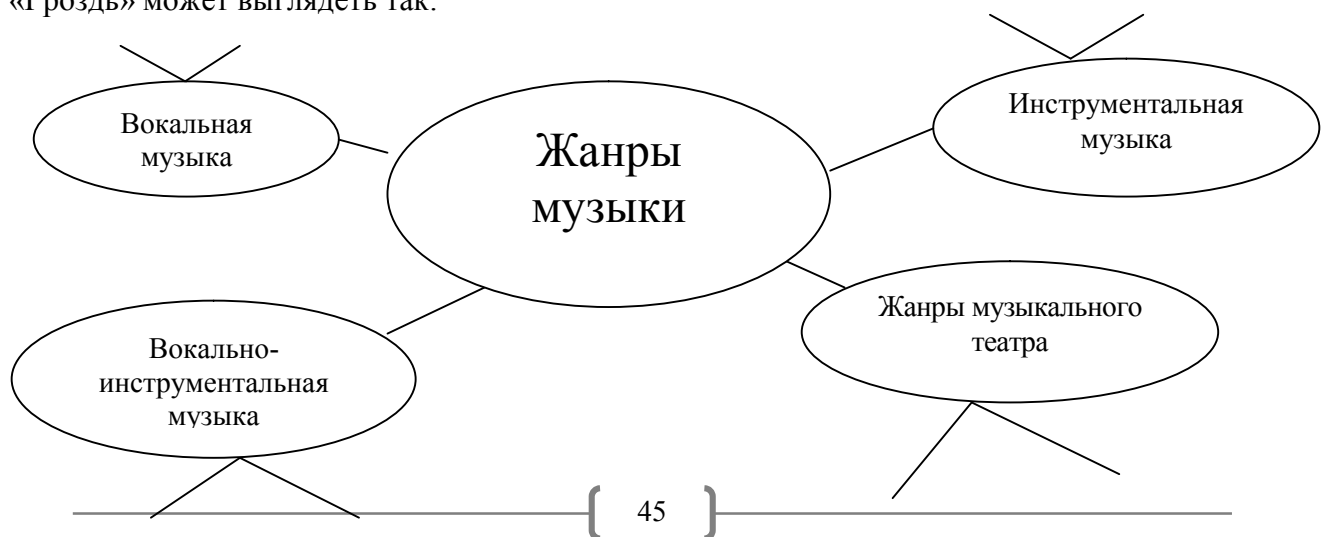 «Гроздь» может выглядеть так:
Вокальная
музыка
Жанры
музыки
Инструментальная
музыка
Вокально-
инструментальная
музыка
Жанры музыкального
театра
45